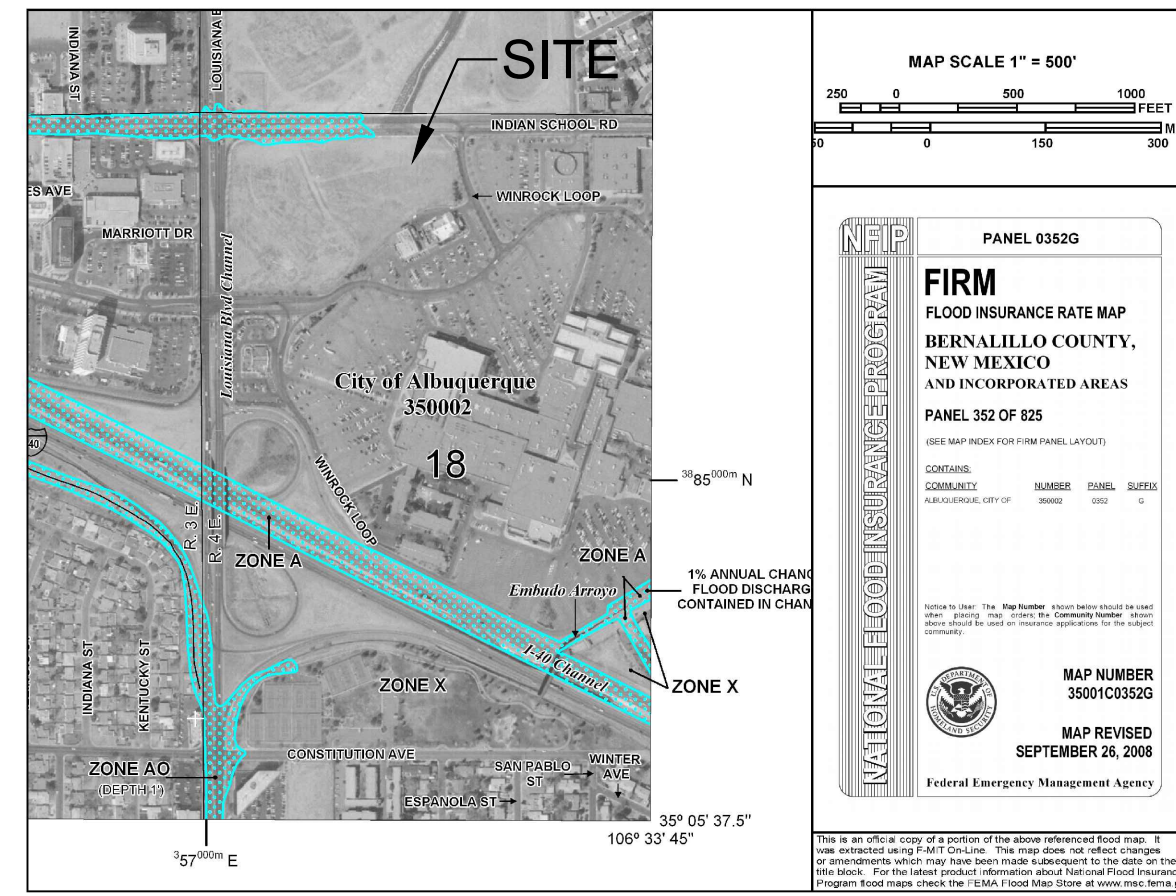 INDIANA ST
SITE
INDIAN SCHOOL RD
WINROCK LOOP
MARRIOTT DR
Louisiana Blvd Channel
City of Albuquerque
350002
18
40
WINROCK LOOP
R. 3 E.
R. 4 E.
ZONE A
3885000m N
ZONE A
Embudo Arroyo
1% ANNUAL
FLOOD
CONTAINED IN
I-40 Channel
ZONE X
ZONE X
INDIANA ST
KENTUCKY ST
CONSTITUTION AVE
ZONE AO
(DEPTH 1')
SAN PABLO
ST
WINTER
AVE
ESPANOLA ST
35º 05' 37.5"
106º 33' 45"
357000m E
MAP SCALE 1" = 500'
250 0 500 1000
FEET
0 150 300
NFIP
NATIONAL FLOOD INSURANCE PROGRAM
PANEL 0352G
FIRM
FLOOD INSURANCE RATE MAP
BERNALILLO COUNTY,
NEW MEXICO
AND INCORPORATED AREAS
PANEL 352 OF 825
(SEE MAP INDEX FOR FIRM PANEL LAYOUT)
CONTAINS:
COMMUNITY NUMBER PANEL SUFFIX
ALBUQUERQUE, CITY OF 350002 0352 G
Notice to User: The Map Number shown below should be used
when placing map orders; the Community Number shown
above should be used on insurance applications for the subject
community.
U.S. DEPARTMENT OF HOMELAND SECURITY
MAP NUMBER
35001C0352G
MAP REVISED
SEPTEMBER 26, 2008
Federal Emergency Management Agency
This is an official copy of a portion of the above referenced flood map. It
was extracted using F-MIT On-Line. This map does not reflect changes
or amendments which may have been made subsequent to the date on the
title block. For the latest product information about National Flood
Program flood maps check the FEMA Flood Map Store at www.msc.fema